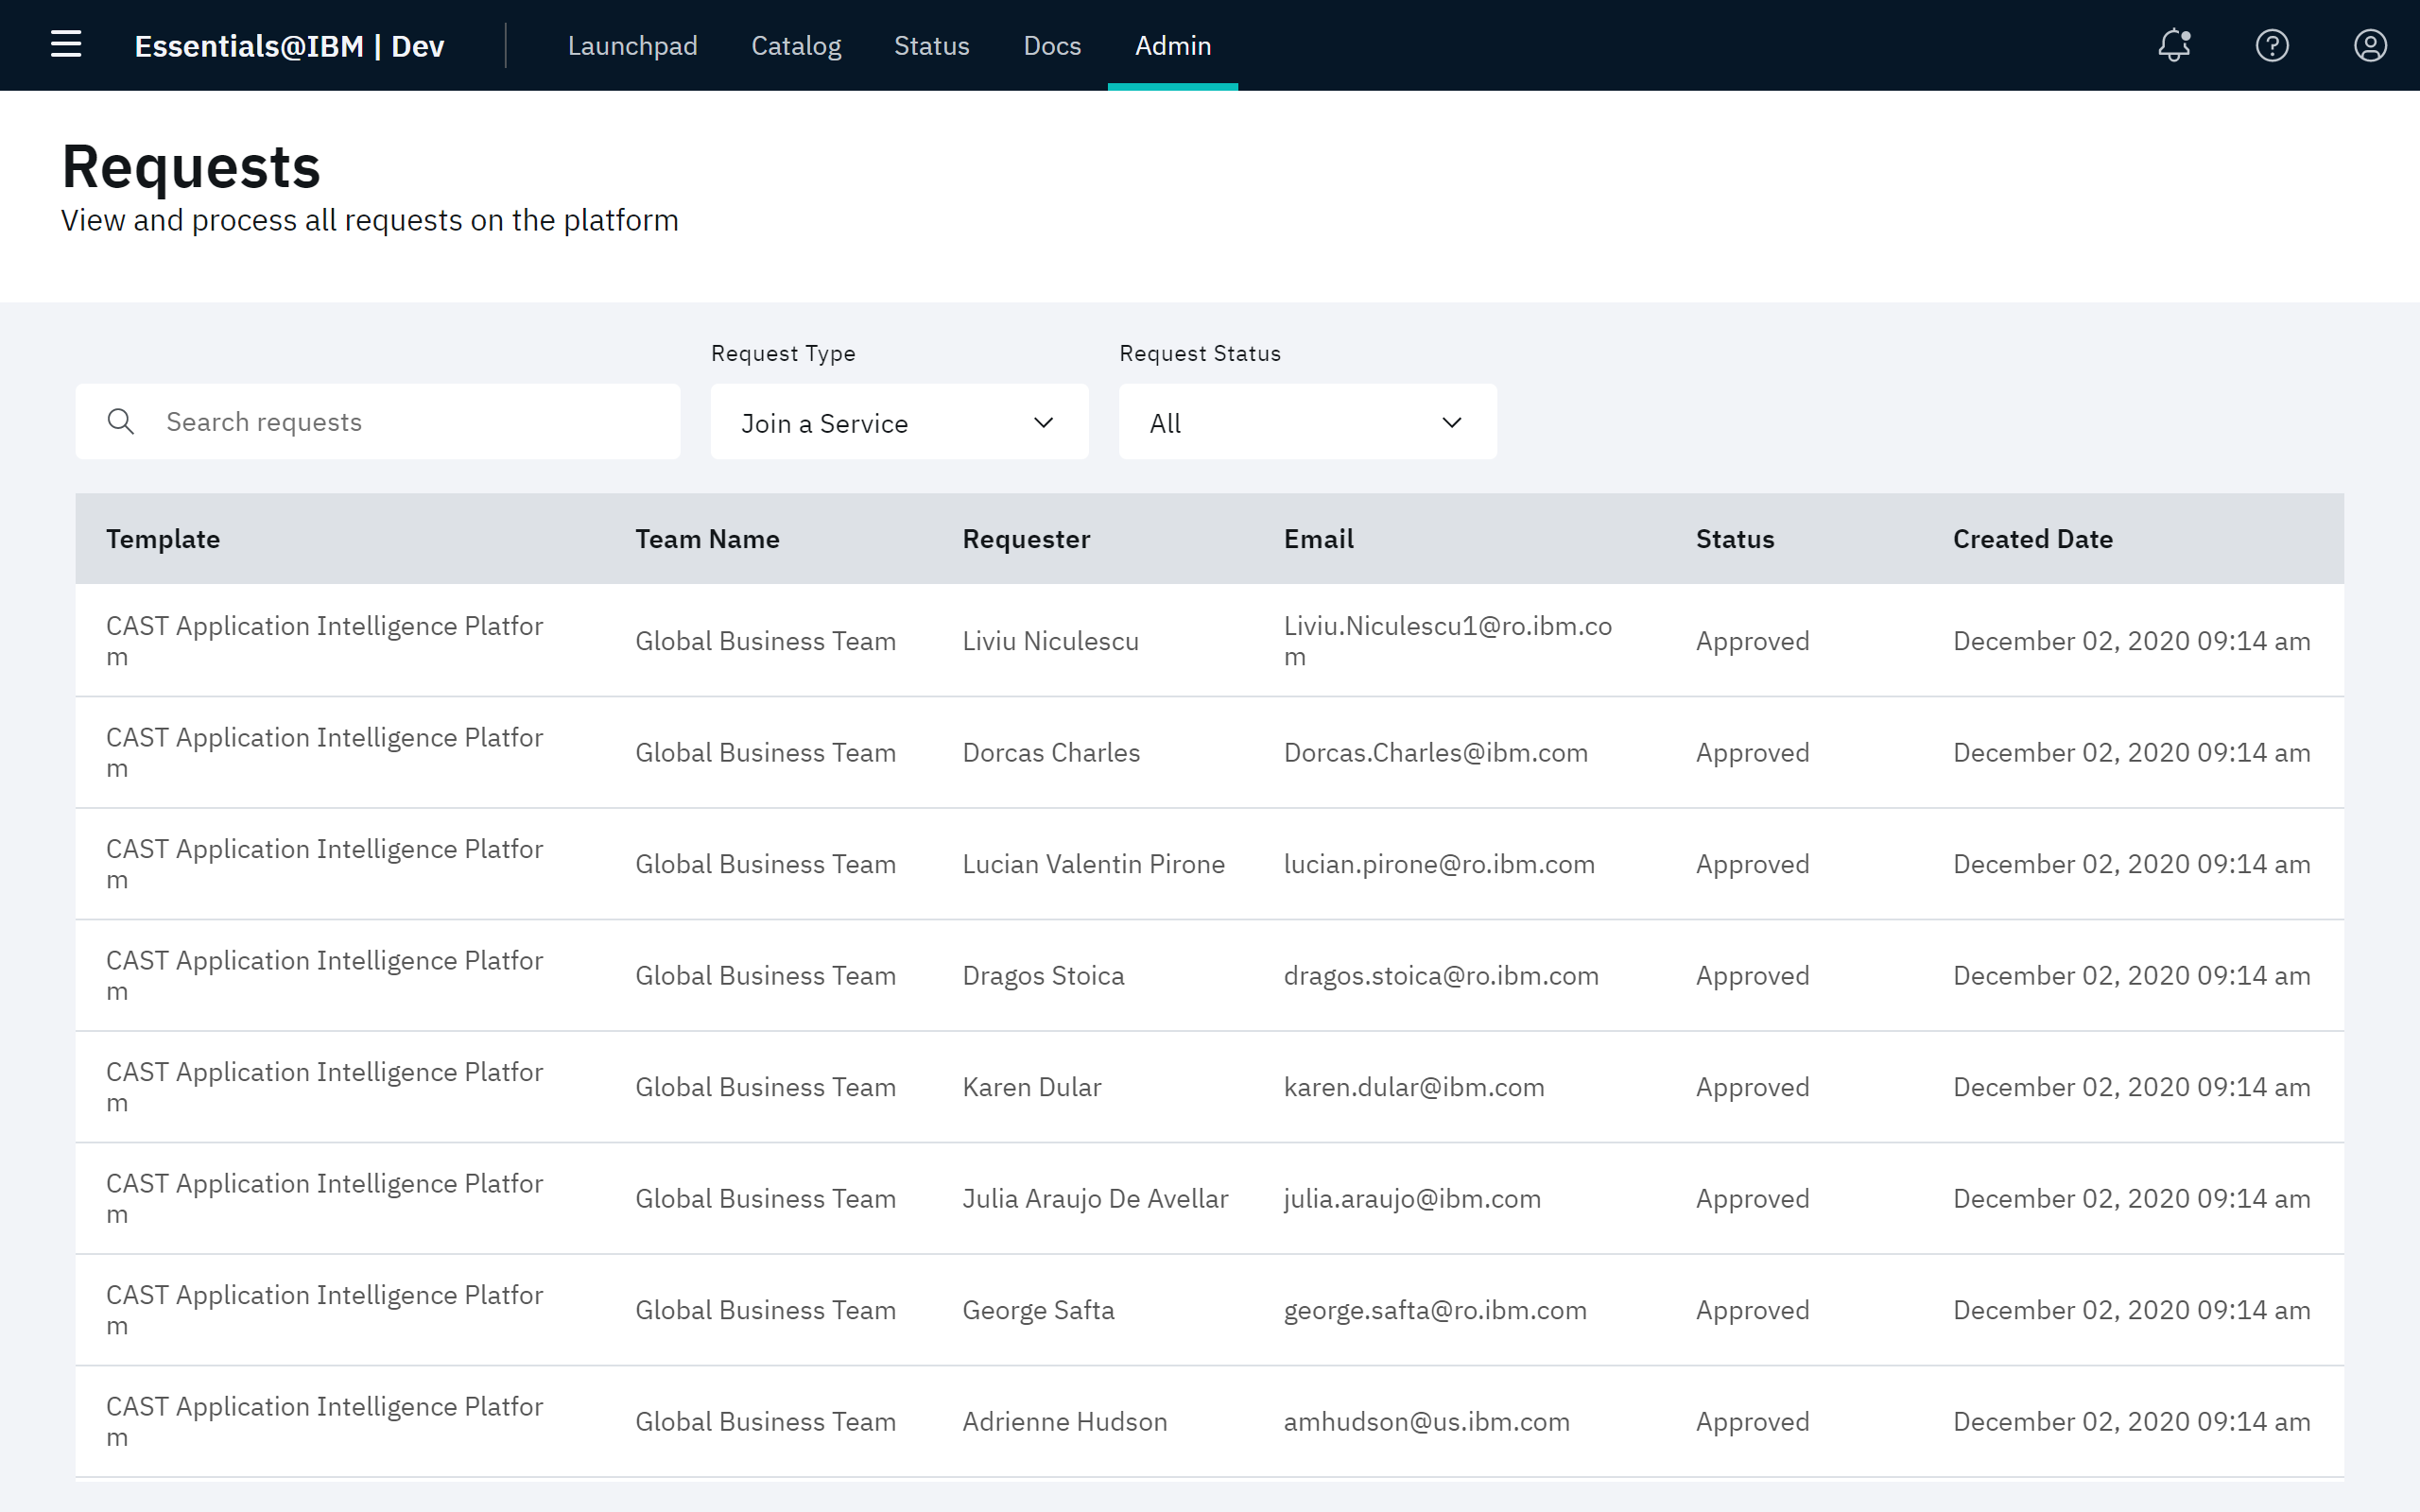 Essentials@IBM | Dev Launchpad Catalog Status Docs Admin
Requests
View and process all requests on the platform
Request Type Request Status
Search requests Join a Service All
Template Team Name Requester Email Status Created Date
CAST Application Intelligence Platfor
m Global Business Team Liviu Niculescu Liviu.Niculescu1@ro.ibm.co
m Approved December 02, 2020 09:14 am
CAST Application Intelligence Platfor
m Global Business Team Dorcas Charles Dorcas.Charles@ibm.com Approved December 02, 2020 09:14 am
CAST Application Intelligence Platfor
m Global Business Team Lucian Valentin Pirone lucian.pirone@ro.ibm.com Approved December 02, 2020 09:14 am
CAST Application Intelligence Platfor
m Global Business Team Dragos Stoica dragos.stoica@ro.ibm.com Approved December 02, 2020 09:14 am
CAST Application Intelligence Platfor
m Global Business Team Karen Dular karen.dular@ibm.com Approved December 02, 2020 09:14 am
CAST Application Intelligence Platfor
m Global Business Team Julia Araujo De Avellar julia.araujo@ibm.com Approved December 02, 2020 09:14 am
CAST Application Intelligence Platfor
m Global Business Team George Safta george.safta@ro.ibm.com Approved December 02, 2020 09:14 am
CAST Application Intelligence Platfor
m Global Business Team Adrienne Hudson amhudson@us.ibm.com Approved December 02, 2020 09:14 am